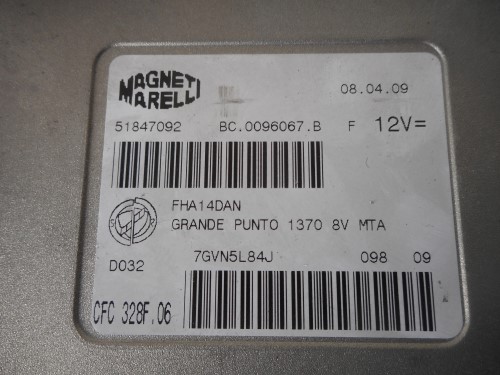 MAGNETI
MARELLI
08.04.09
51847092 BC.0096067.B F 12V=
FHA14DAN
GRANDE PUNTO 1370 8V MTA
D032 7GVN5L84J 098 09
CFC 328F.06